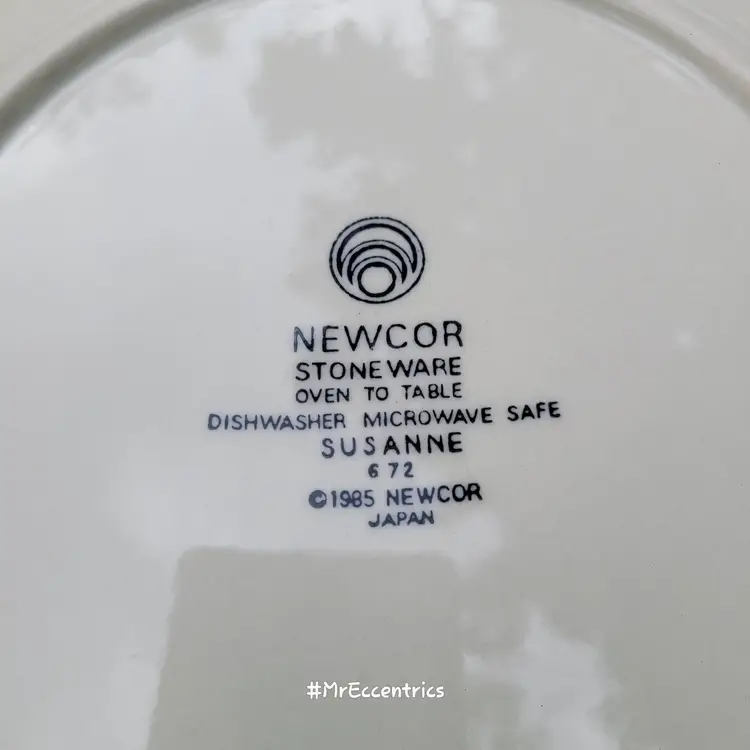 NEWCOR
STONEWARE
OVEN TO TABLE
DISHWASHER MICROWAVE SAFE
SUSANNE
672
©1985 NEWCOR
JAPAN
#MrEccentrics